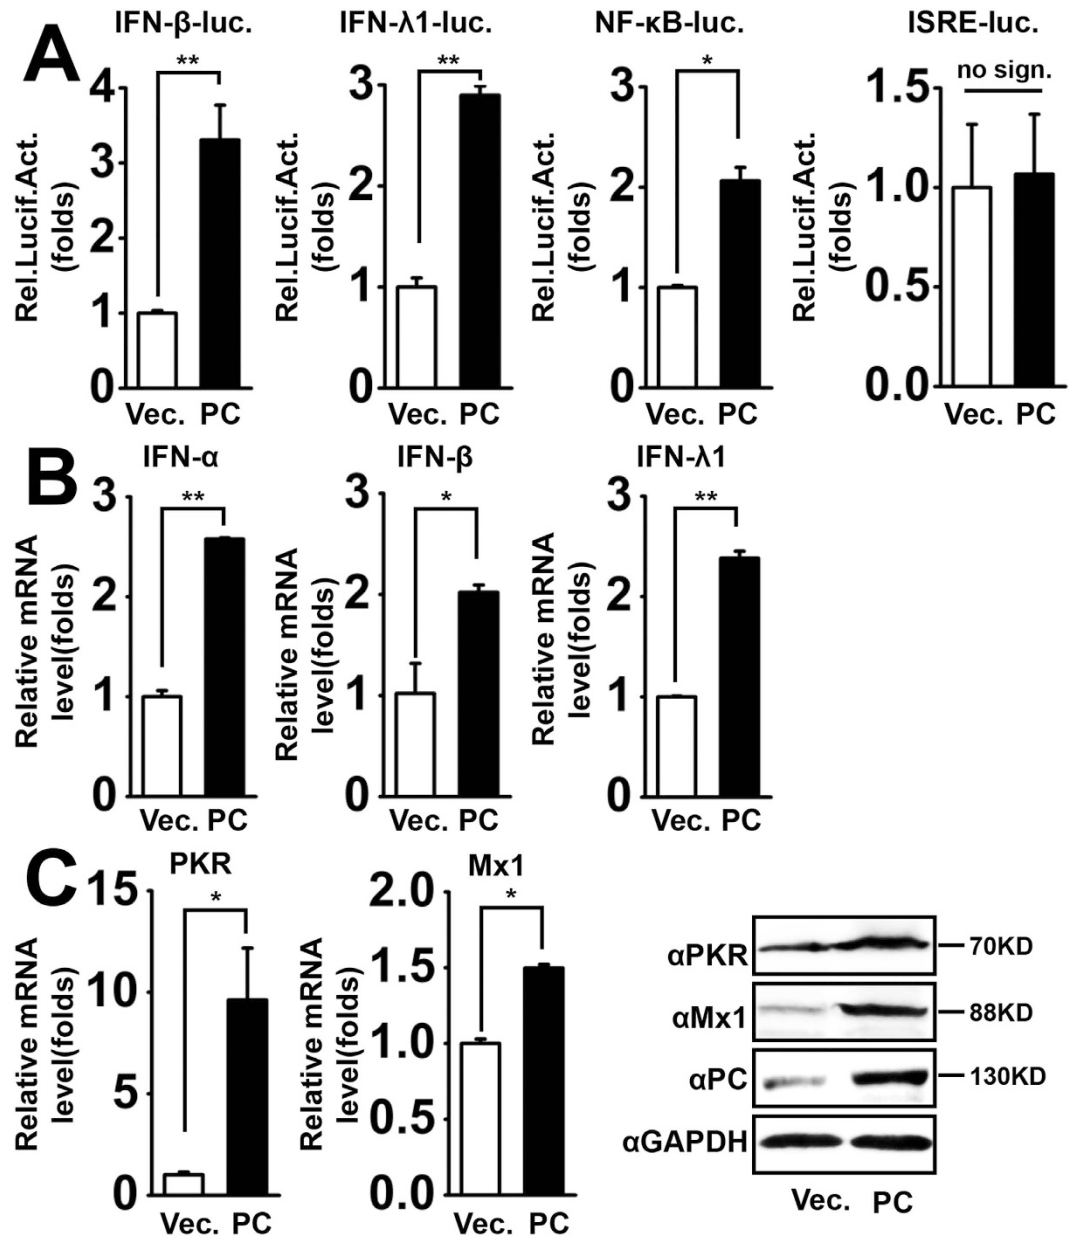 A
IFN-β-luc.
IFN-λ1-luc.
NF-κB-luc.
ISRE-luc.
**
**
*
no sign.
Rel.Lucif.Act.
(folds)
4
3
2
1
0
Vec. PC
Rel.Lucif.Act.
(folds)
3
2
1
0
Vec. PC
Rel.Lucif.Act.
(folds)
3
2
1
0
Vec. PC
Rel.Lucif.Act.
(folds)
1.5
1.0
0.5
0.0
Vec. PC
B
IFN-α
IFN-β
IFN-λ1
**
*
**
Relative mRNA
level(folds)
3
2
1
0
Vec. PC
Relative mRNA
level(folds)
3
2
1
0
Vec. PC
Relative mRNA
level(folds)
3
2
1
0
Vec. PC
C
PKR
Mx1
*
*
Relative mRNA
level(folds)
15
10
5
0
Vec. PC
Relative mRNA
level(folds)
2.0
1.5
1.0
0.5
0.0
Vec. PC
αPKR
70KD
αMx1
88KD
αPC
130KD
αGAPDH
Vec. PC